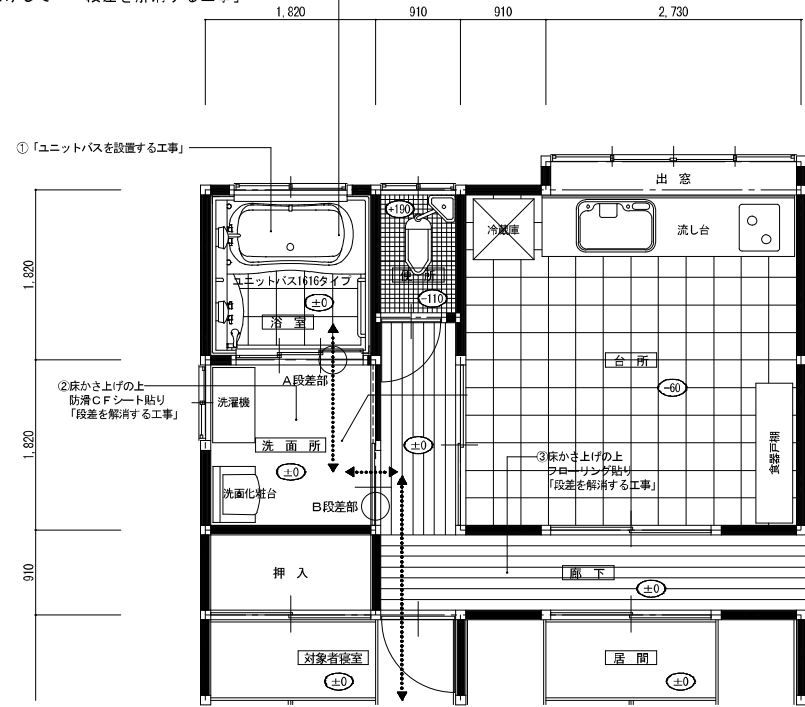 段差を解消する工事」
1,820
910
910
2,730
①「ユニットバスを設置する工事」
出 窓
+190
冷蔵庫
流し台
便 所
1,820
ユニットバス1616タイプ
±0
-110
浴 室
台 所
A段差部
②床かさ上げの上
防滑CFシート貼り
「段差を解消する工事」
洗濯機
-60
1,820
洗 面 所
±0
±0
食器戸棚
③床かさ上げの上
フローリング貼り
「段差を解消する工事」
洗面化粧台
B段差部
910
押 入
廊 下
±0
対象者寝室
±0
居 間
±0